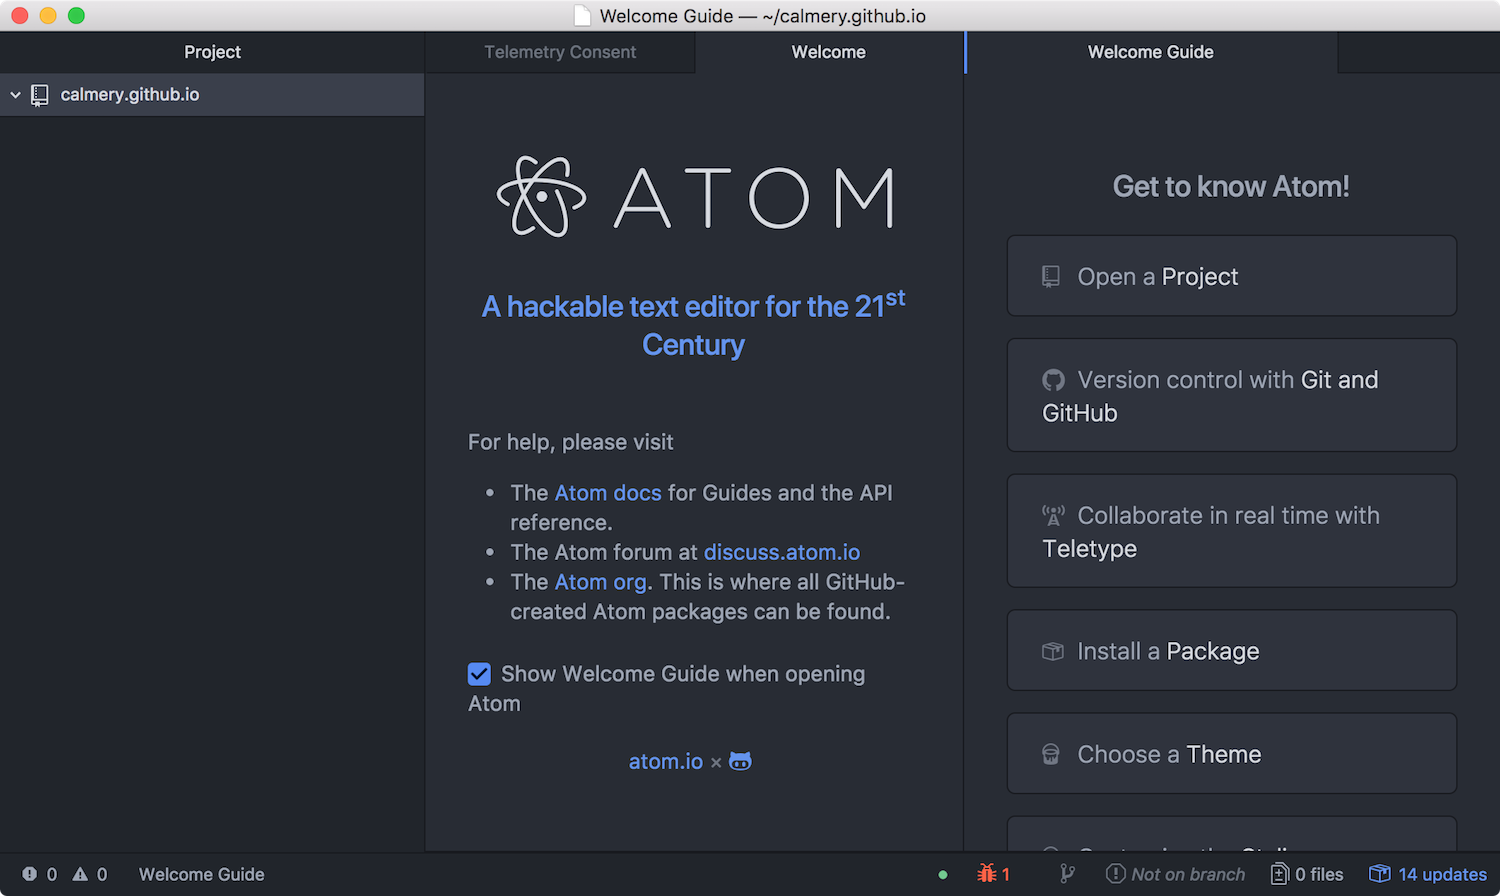 Welcome Guide — ~/calmery.github.io
Project
Telemetry Consent
Welcome
Welcome Guide
calmery.github.io
ATOM
A hackable text editor for the 21st
Century
For help, please visit
• The Atom docs for Guides and the API
reference.
• The Atom forum at discuss.atom.io
• The Atom org. This is where all GitHub-
created Atom packages can be found.
Show Welcome Guide when opening
Atom
atom.io ×
Get to know Atom!
Open a Project
Version control with Git and
GitHub
Collaborate in real time with
Teletype
Install a Package
Choose a Theme
0 0 Welcome Guide
1 Not on branch 0 files 14 updates